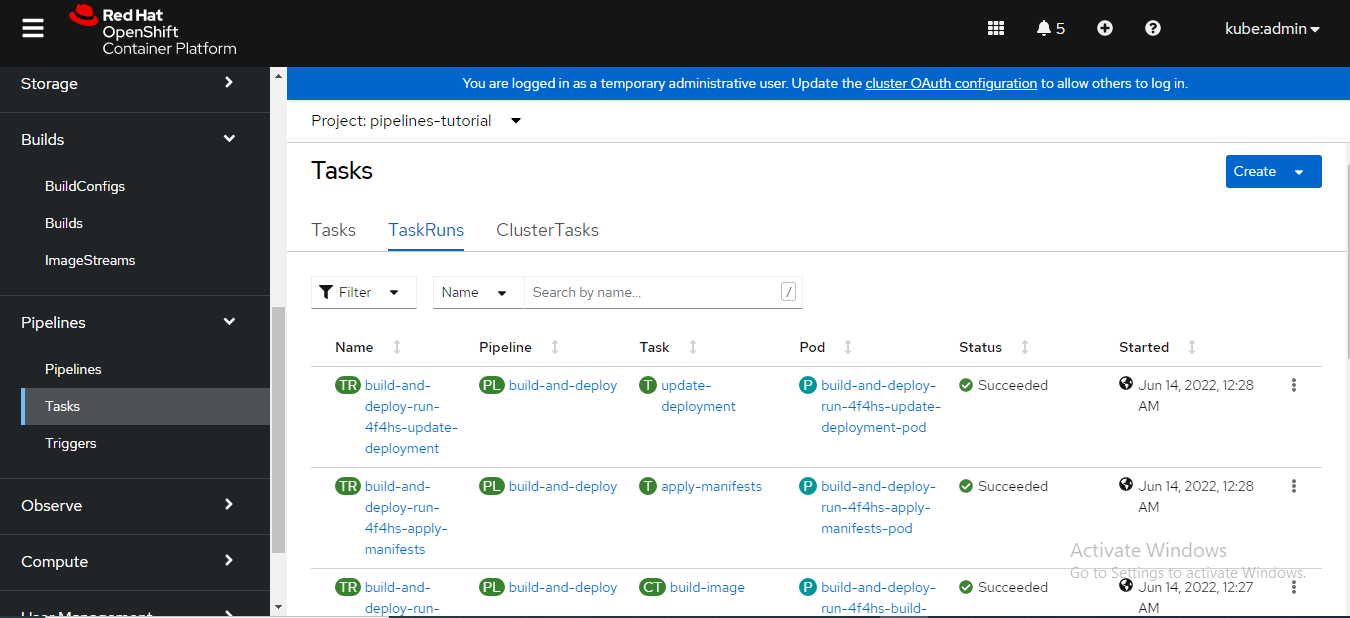 Red Hat
OpenShift
Container Platform
5
kube:admin
You are logged in as a temporary administrative user. Update the cluster OAuth configuration to allow others to log in.
Storage
Builds
BuildConfigs
Builds
ImageStreams
Pipelines
Pipelines
Tasks
Triggers
Observe
Compute
User Management
Project: pipelines-tutorial
Tasks
Create
Tasks TaskRuns ClusterTasks
Filter Name Search by name... /
Name Pipeline Task Pod Status Started
TR build-and-deploy-run-4f4hs-update-deployment
PL build-and-deploy
T update-deployment
P build-and-deploy-run-4f4hs-update-deployment-pod
Succeeded
Jun 14, 2022, 12:28 AM
TR build-and-deploy-run-4f4hs-apply-manifests
PL build-and-deploy
T apply-manifests
P build-and-deploy-run-4f4hs-apply-manifests-pod
Succeeded
Jun 14, 2022, 12:28 AM
TR build-and-deploy-run-
PL build-and-deploy
CT build-image
P build-and-deploy-run-4f4hs-build-
Succeeded
Jun 14, 2022, 12:27 AM
Activate Windows
Go to Settings to activate Windows.